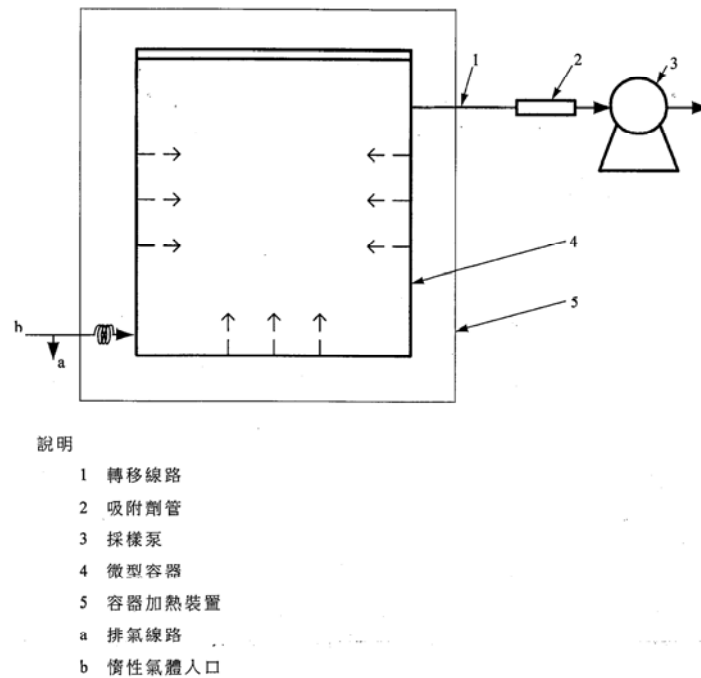 1
2
3
4
5
b
a
說明
1 轉移線路
2 吸附劑管
3 採樣泵
4 微型容器
5 容器加熱裝置
a 排氣線路
b 惰性氣體入口